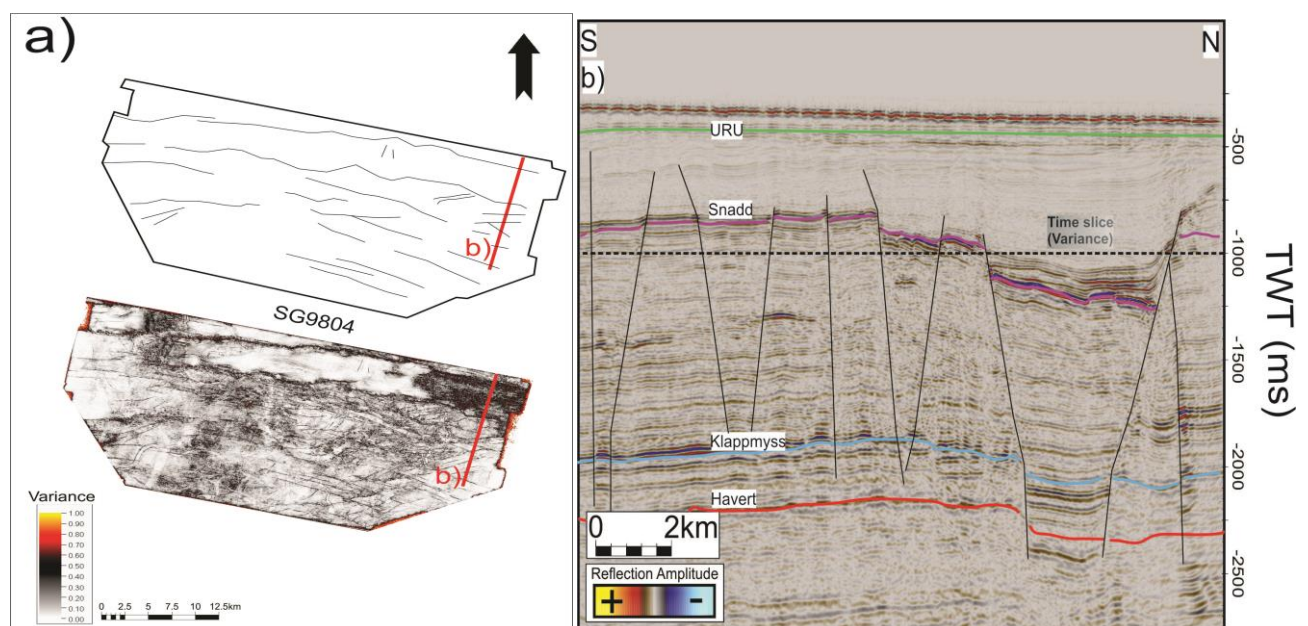 a)
b)
SG9804
b)
Variance
1.00
0.90
0.80
0.70
0.60
0.50
0.40
0.30
0.20
0.10
0.00
0 2.5 5 7.5 10 12.5km
S N
b)
URU
Snadd
Time slice
(Variance)
Klappmyss
Havert
0 2km
Reflection Amplitude
+ -
-500
-1000
-1500
-2000
-2500
TWT (ms)